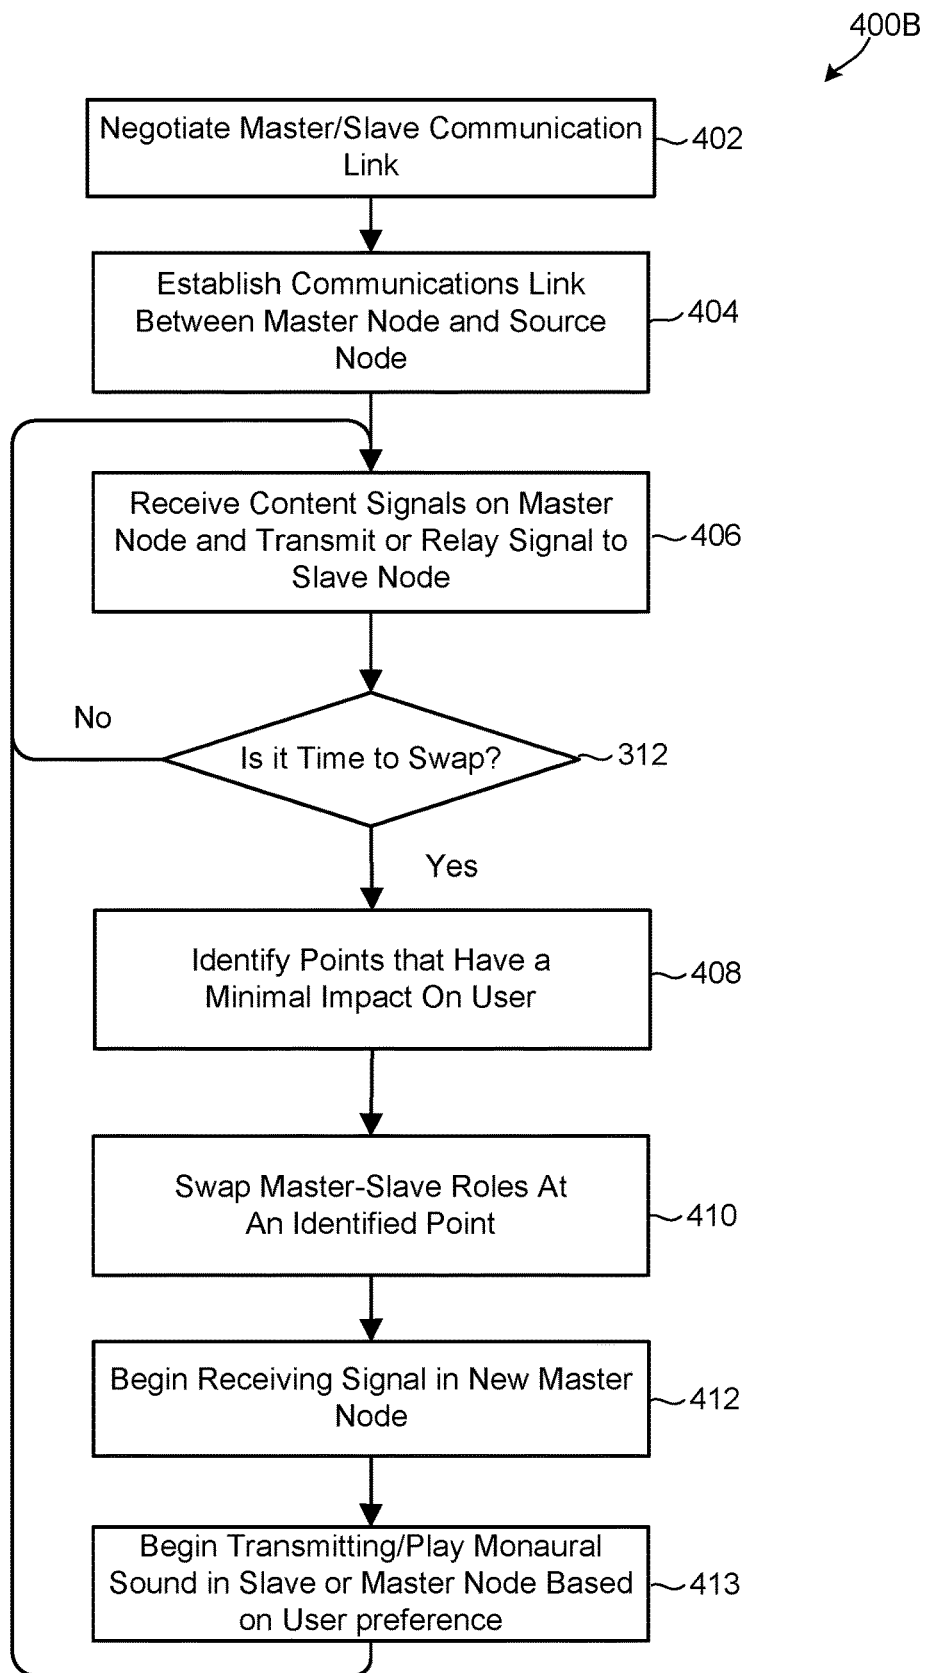 400B
Negotiate Master/Slave Communication
Link
402
Establish Communications Link
Between Master Node and Source
Node
404
Receive Content Signals on Master
Node and Transmit or Relay Signal to
Slave Node
406
No
Is it Time to Swap?
312
Yes
Identify Points that Have a
Minimal Impact On User
408
Swap Master-Slave Roles At
An Identified Point
410
Begin Receiving Signal in New Master
Node
412
Begin Transmitting/Play Monaural
Sound in Slave or Master Node Based
on User preference
413